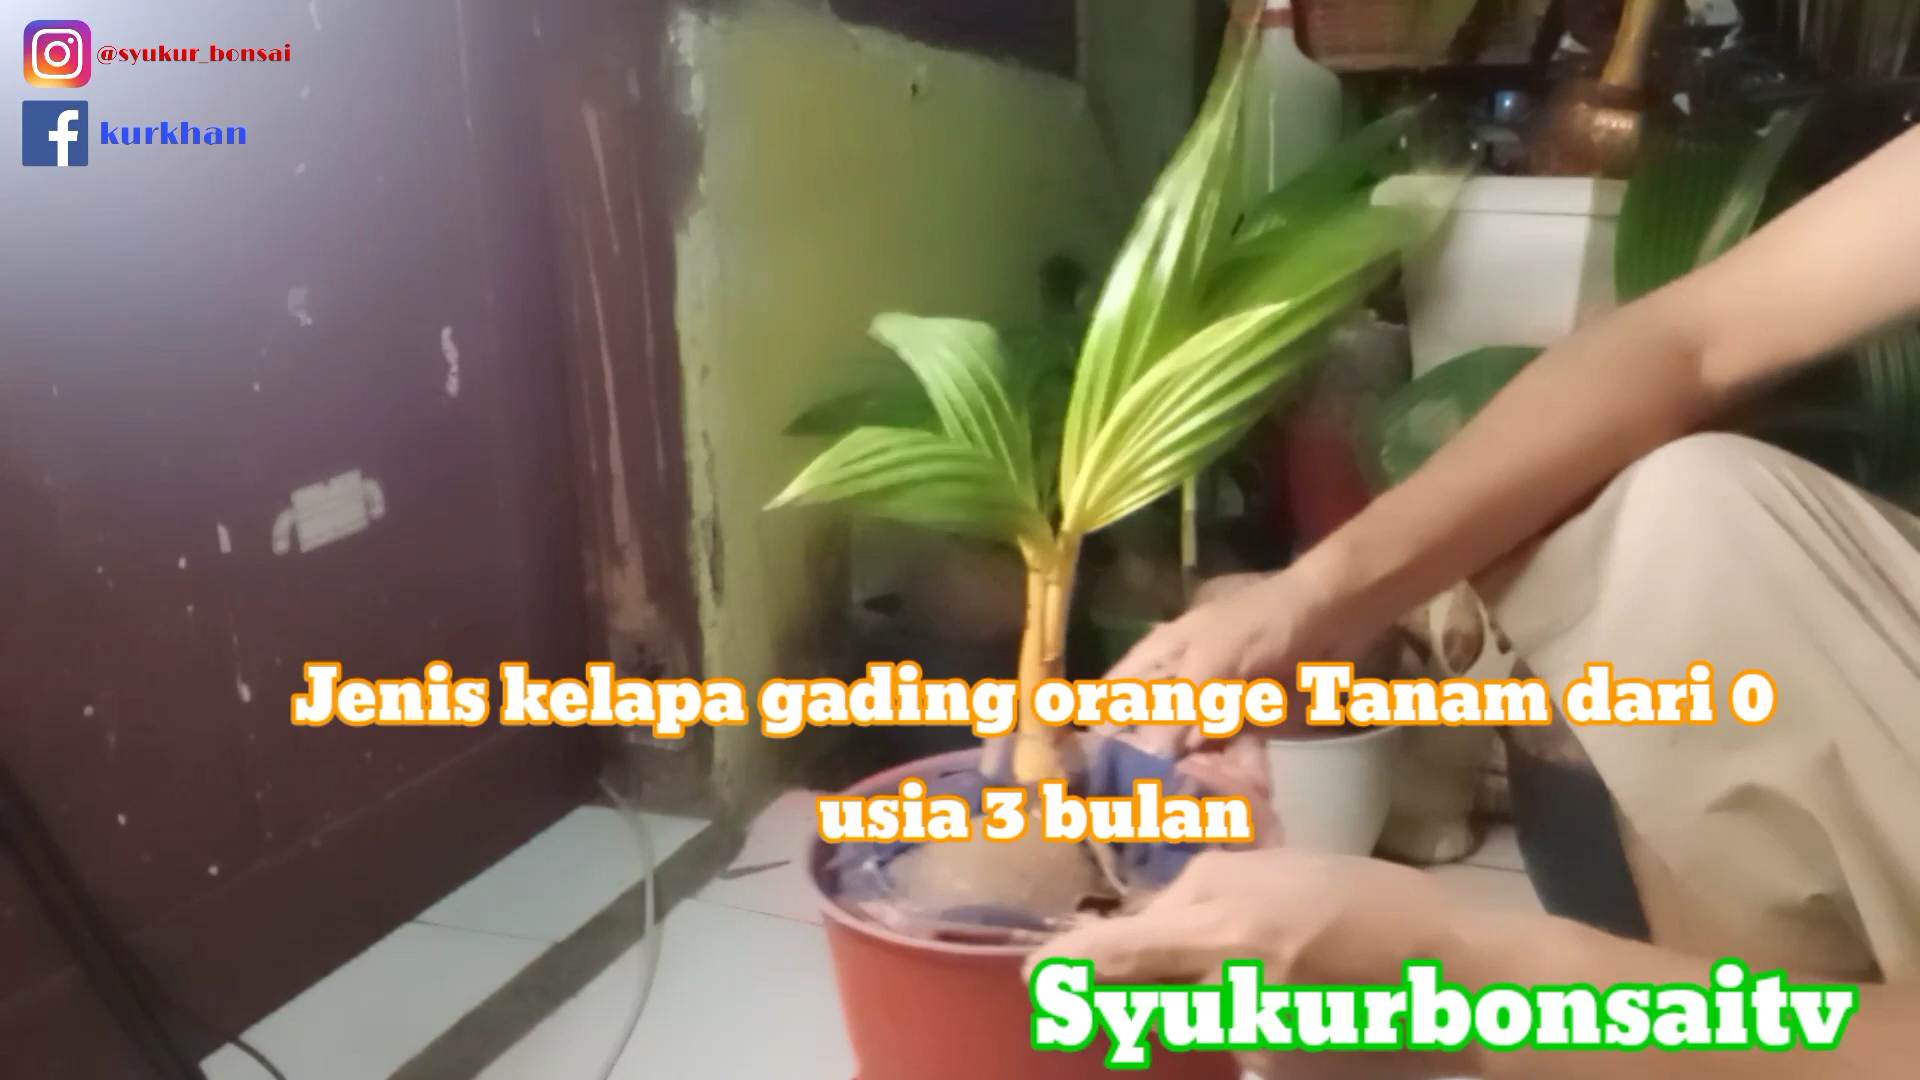 @syukur_bonsai
kurkhan
Jenis kelapa gading orange Tanam dari 0
usia 3 bulan
Syukurbonsaitv